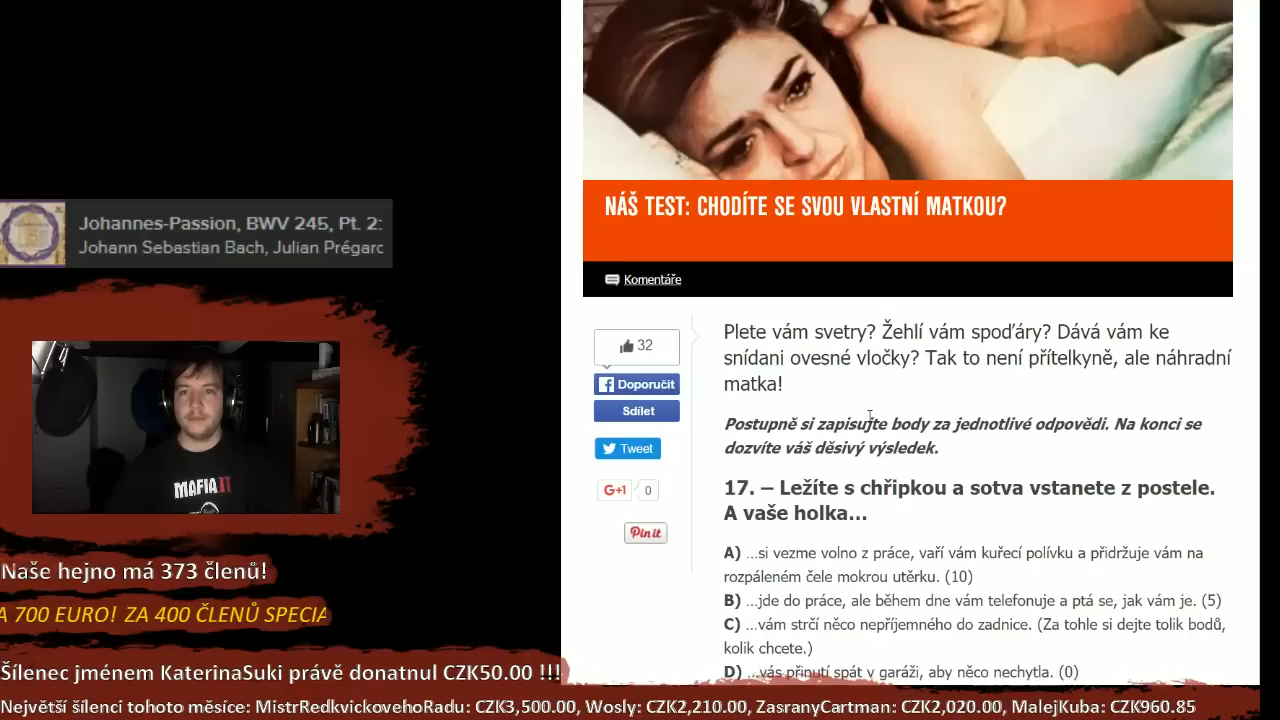 NÁŠ TEST: CHODÍTE SE SVOU VLASTNÍ MATKOU?
Komentáře
Johannes-Passion, BWV 245, Pt. 2:
Johann Sebastian Bach, Julian Prégarc
MAFIA II
Naše hejno má 373 členů!
A 700 EURO! ZA 400 ČLENŮ SPECIA
Šílenec jménem KaterinaSuki právě donatnul CZK50.00 !!!
Největší šílenci tohoto měsíce: MistrRedkvickovehoRadu: CZK3,500.00, Wosly: CZK2,210.00, ZasranyCartman: CZK2,020.00, MalejKuba: CZK960.85
32
Doporučit
Sdílet
Tweet
G+1 0
Pin it
Plete vám svetry? Žehlí vám spoďáry? Dává vám ke
snídani ovesné vločky? Tak to není přítelkyně, ale náhradní
matka!
Postupně si zapisujte body za jednotlivé odpovědi. Na konci se
dozvíte váš děsivý výsledek.
17. – Ležíte s chřipkou a sotva vstanete z postele.
A vaše holka…
A) …si vezme volno z práce, vaří vám kuřecí polívku a přidržuje vám na
rozpáleném čele mokrou utěrku. (10)
B) …jde do práce, ale během dne vám telefonuje a ptá se, jak vám je. (5)
C) …vám strčí něco nepříjemného do zadnice. (Za tohle si dejte tolik bodů,
kolik chcete.)
D) …vás přinutí spát v garáži, aby něco nechytla. (0)